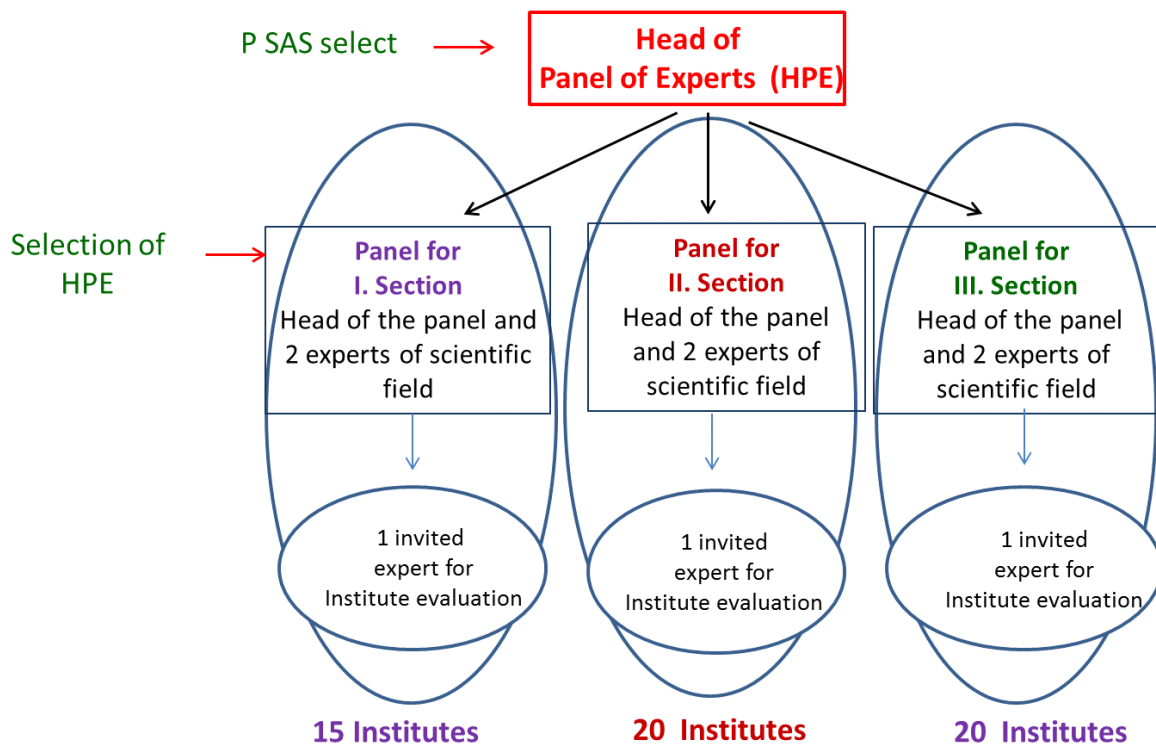 P SAS select
Head of
Panel of Experts (HPE)
Selection of
HPE
Panel for
I. Section
Head of the panel and
2 experts of scientific
field
Panel for
II. Section
Head of the panel
and 2 experts of
scientific field
Panel for
III. Section
Head of the panel
and 2 experts of
scientific field
1 invited
expert for
Institute evaluation
1 invited
expert for
Institute evaluation
1 invited
expert for
Institute evaluation
15 Institutes
20 Institutes
20 Institutes